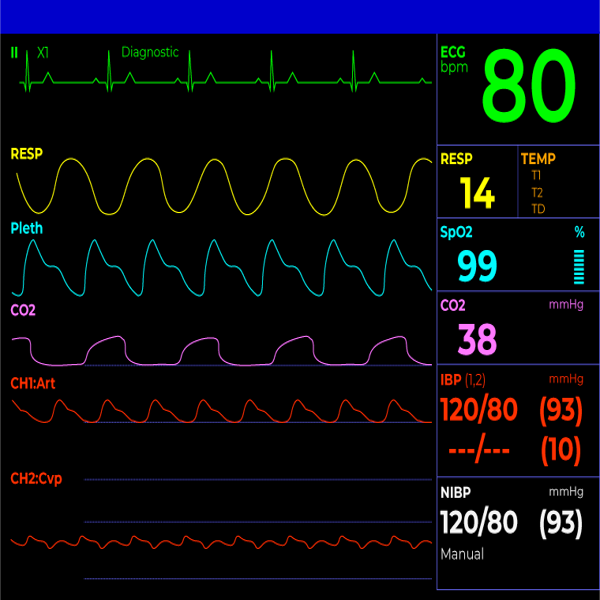 II X1 Diagnostic
ECG
bpm
80
RESP
RESP
14
TEMP
T1
T2
TD
Pleth
SpO2 %
99
CO2
CO2 mmHg
38
CH1:Art
IBP (1,2) mmHg
120/80 (93)
---/--- (10)
CH2:Cvp
NIBP mmHg
120/80 (93)
Manual